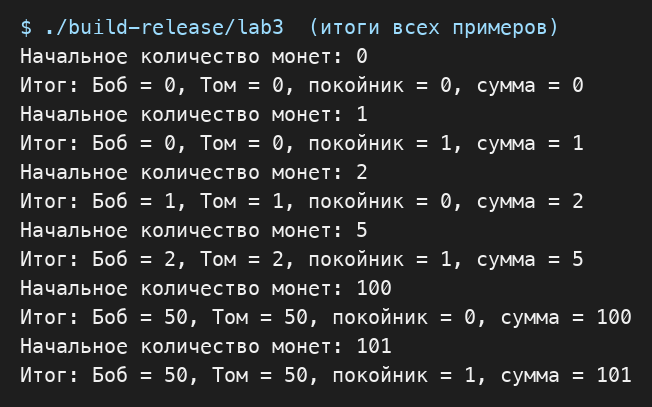 $ ./build-release/lab3  (итоги всех примеров)
Начальное количество монет: 0
Итог: Боб = 0, Том = 0, покойник = 0, сумма = 0
Начальное количество монет: 1
Итог: Боб = 0, Том = 0, покойник = 1, сумма = 1
Начальное количество монет: 2
Итог: Боб = 1, Том = 1, покойник = 0, сумма = 2
Начальное количество монет: 5
Итог: Боб = 2, Том = 2, покойник = 1, сумма = 5
Начальное количество монет: 100
Итог: Боб = 50, Том = 50, покойник = 0, сумма = 100
Начальное количество монет: 101
Итог: Боб = 50, Том = 50, покойник = 1, сумма = 101